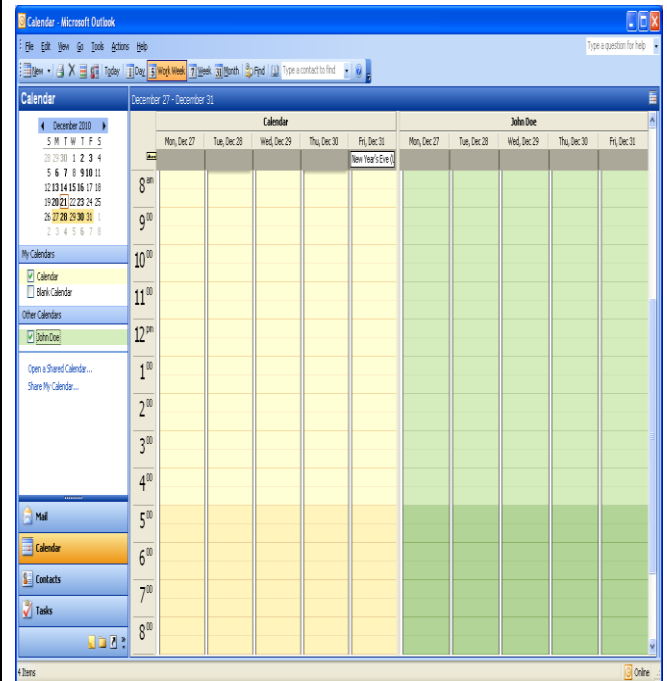 Calendar - Microsoft Outlook
File Edit View Go Tools Actions Help
Type a question for help
New Today 1 Day 5 Work Week 7 Week 31 Month Find Type a contact to find
Calendar
December 27 - December 31
December 2010
S M T W T F S
28 29 30 1 2 3 4
5 6 7 8 9 10 11
12 13 14 15 16 17 18
19 20 21 22 23 24 25
26 27 28 29 30 31 1
2 3 4 5 6 7 8
My Calendars
Calendar
Blank Calendar
Other Calendars
John Doe
Open a Shared Calendar...
Share My Calendar...
Mail
Calendar
Contacts
Tasks
4 Items
Calendar John Doe
Mon, Dec 27 Tue, Dec 28 Wed, Dec 29 Thu, Dec 30 Fri, Dec 31 Mon, Dec 27 Tue, Dec 28 Wed, Dec 29 Thu, Dec 30 Fri, Dec 31
New Year's Eve (U
8 am
9 00
10 00
11 00
12 pm
1 00
2 00
3 00
4 00
5 00
6 00
7 00
8 00
Online